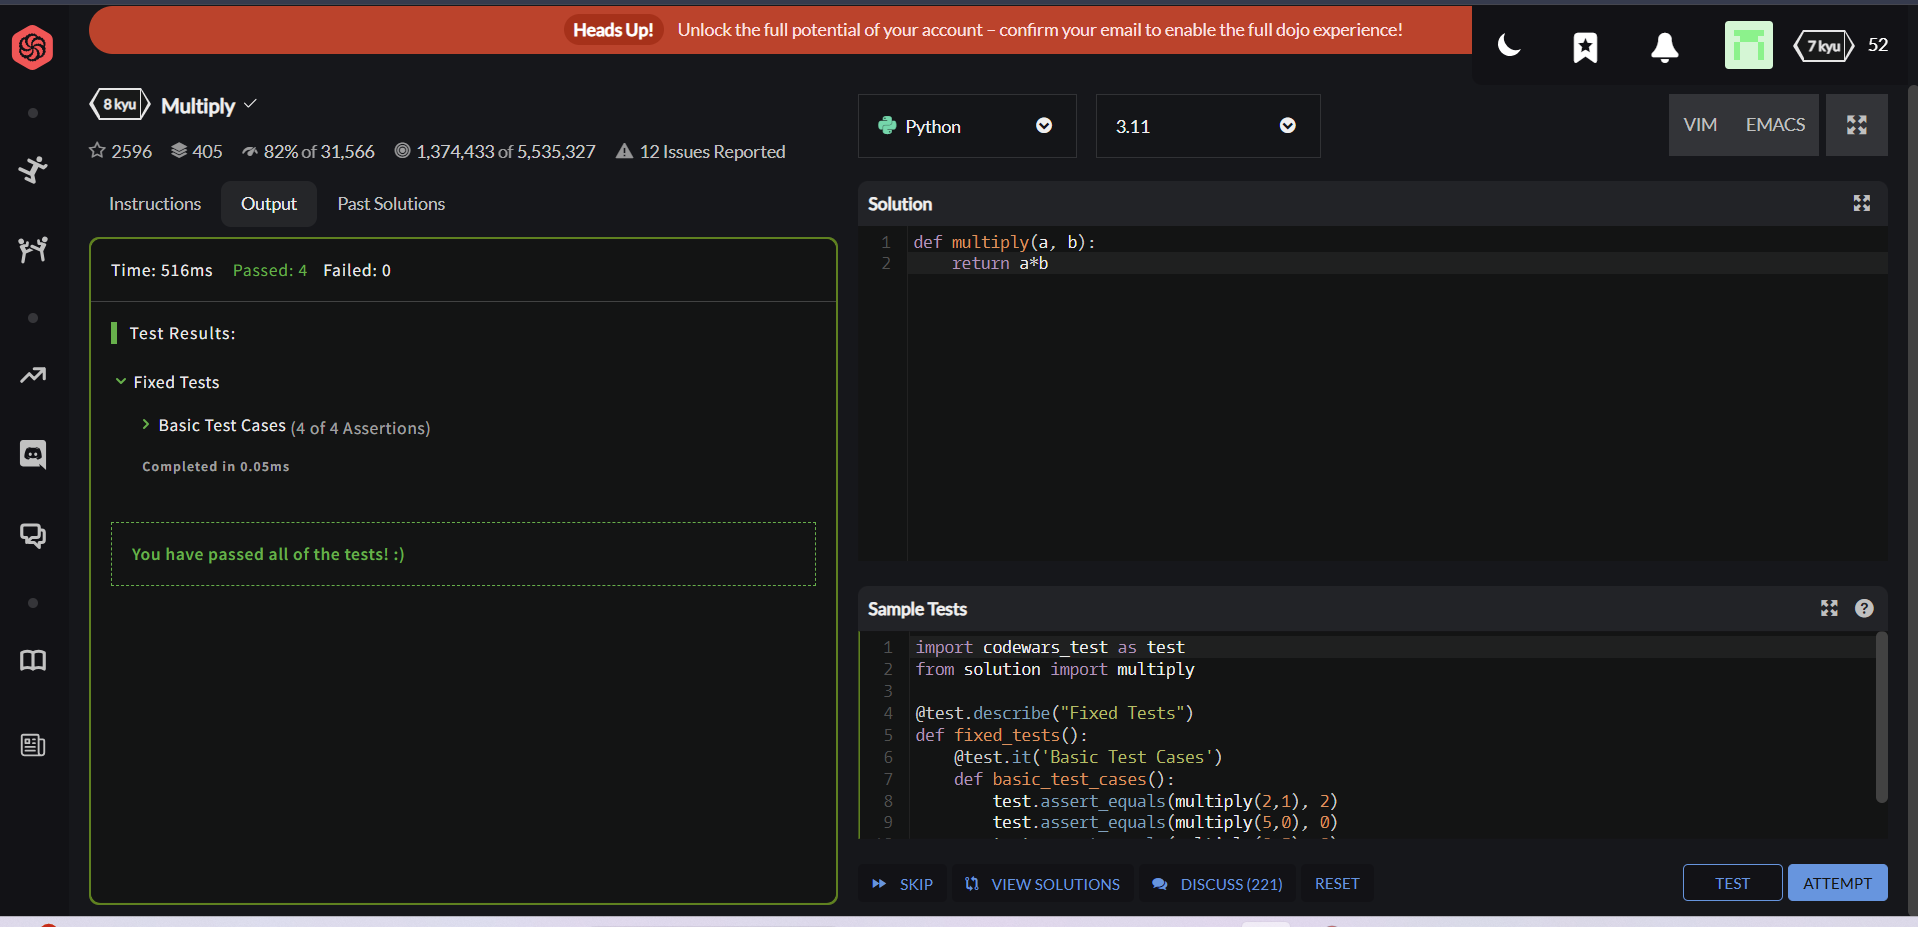 Heads Up! Unlock the full potential of your account – confirm your email to enable the full dojo experience!
7 kyu 52
8 kyu Multiply
2596 405 82% of 31,566 1,374,433 of 5,535,327 12 Issues Reported
Instructions Output Past Solutions
Time: 516ms Passed: 4 Failed: 0
Test Results:
Fixed Tests
Basic Test Cases (4 of 4 Assertions)
Completed in 0.05ms
You have passed all of the tests! :)
Python 3.11 VIM EMACS
Solution
1 def multiply(a, b):
2     return a*b
Sample Tests
1 import codewars_test as test
2 from solution import multiply
3
4 @test.describe("Fixed Tests")
5 def fixed_tests():
6     @test.it('Basic Test Cases')
7     def basic_test_cases():
8         test.assert_equals(multiply(2,1), 2)
9         test.assert_equals(multiply(5,0), 0)
SKIP VIEW SOLUTIONS DISCUSS (221) RESET TEST ATTEMPT